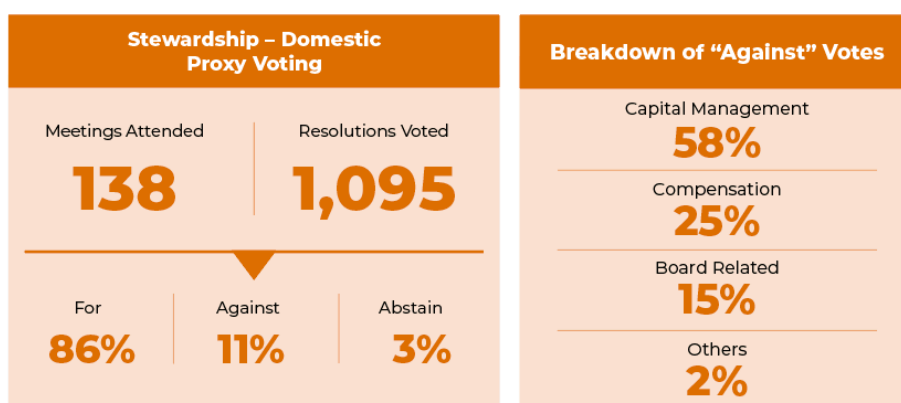 Stewardship – Domestic
Proxy Voting
Meetings Attended
138
Resolutions Voted
1,095
For
86%
Against
11%
Abstain
3%
Breakdown of “Against” Votes
Capital Management
58%
Compensation
25%
Board Related
15%
Others
2%